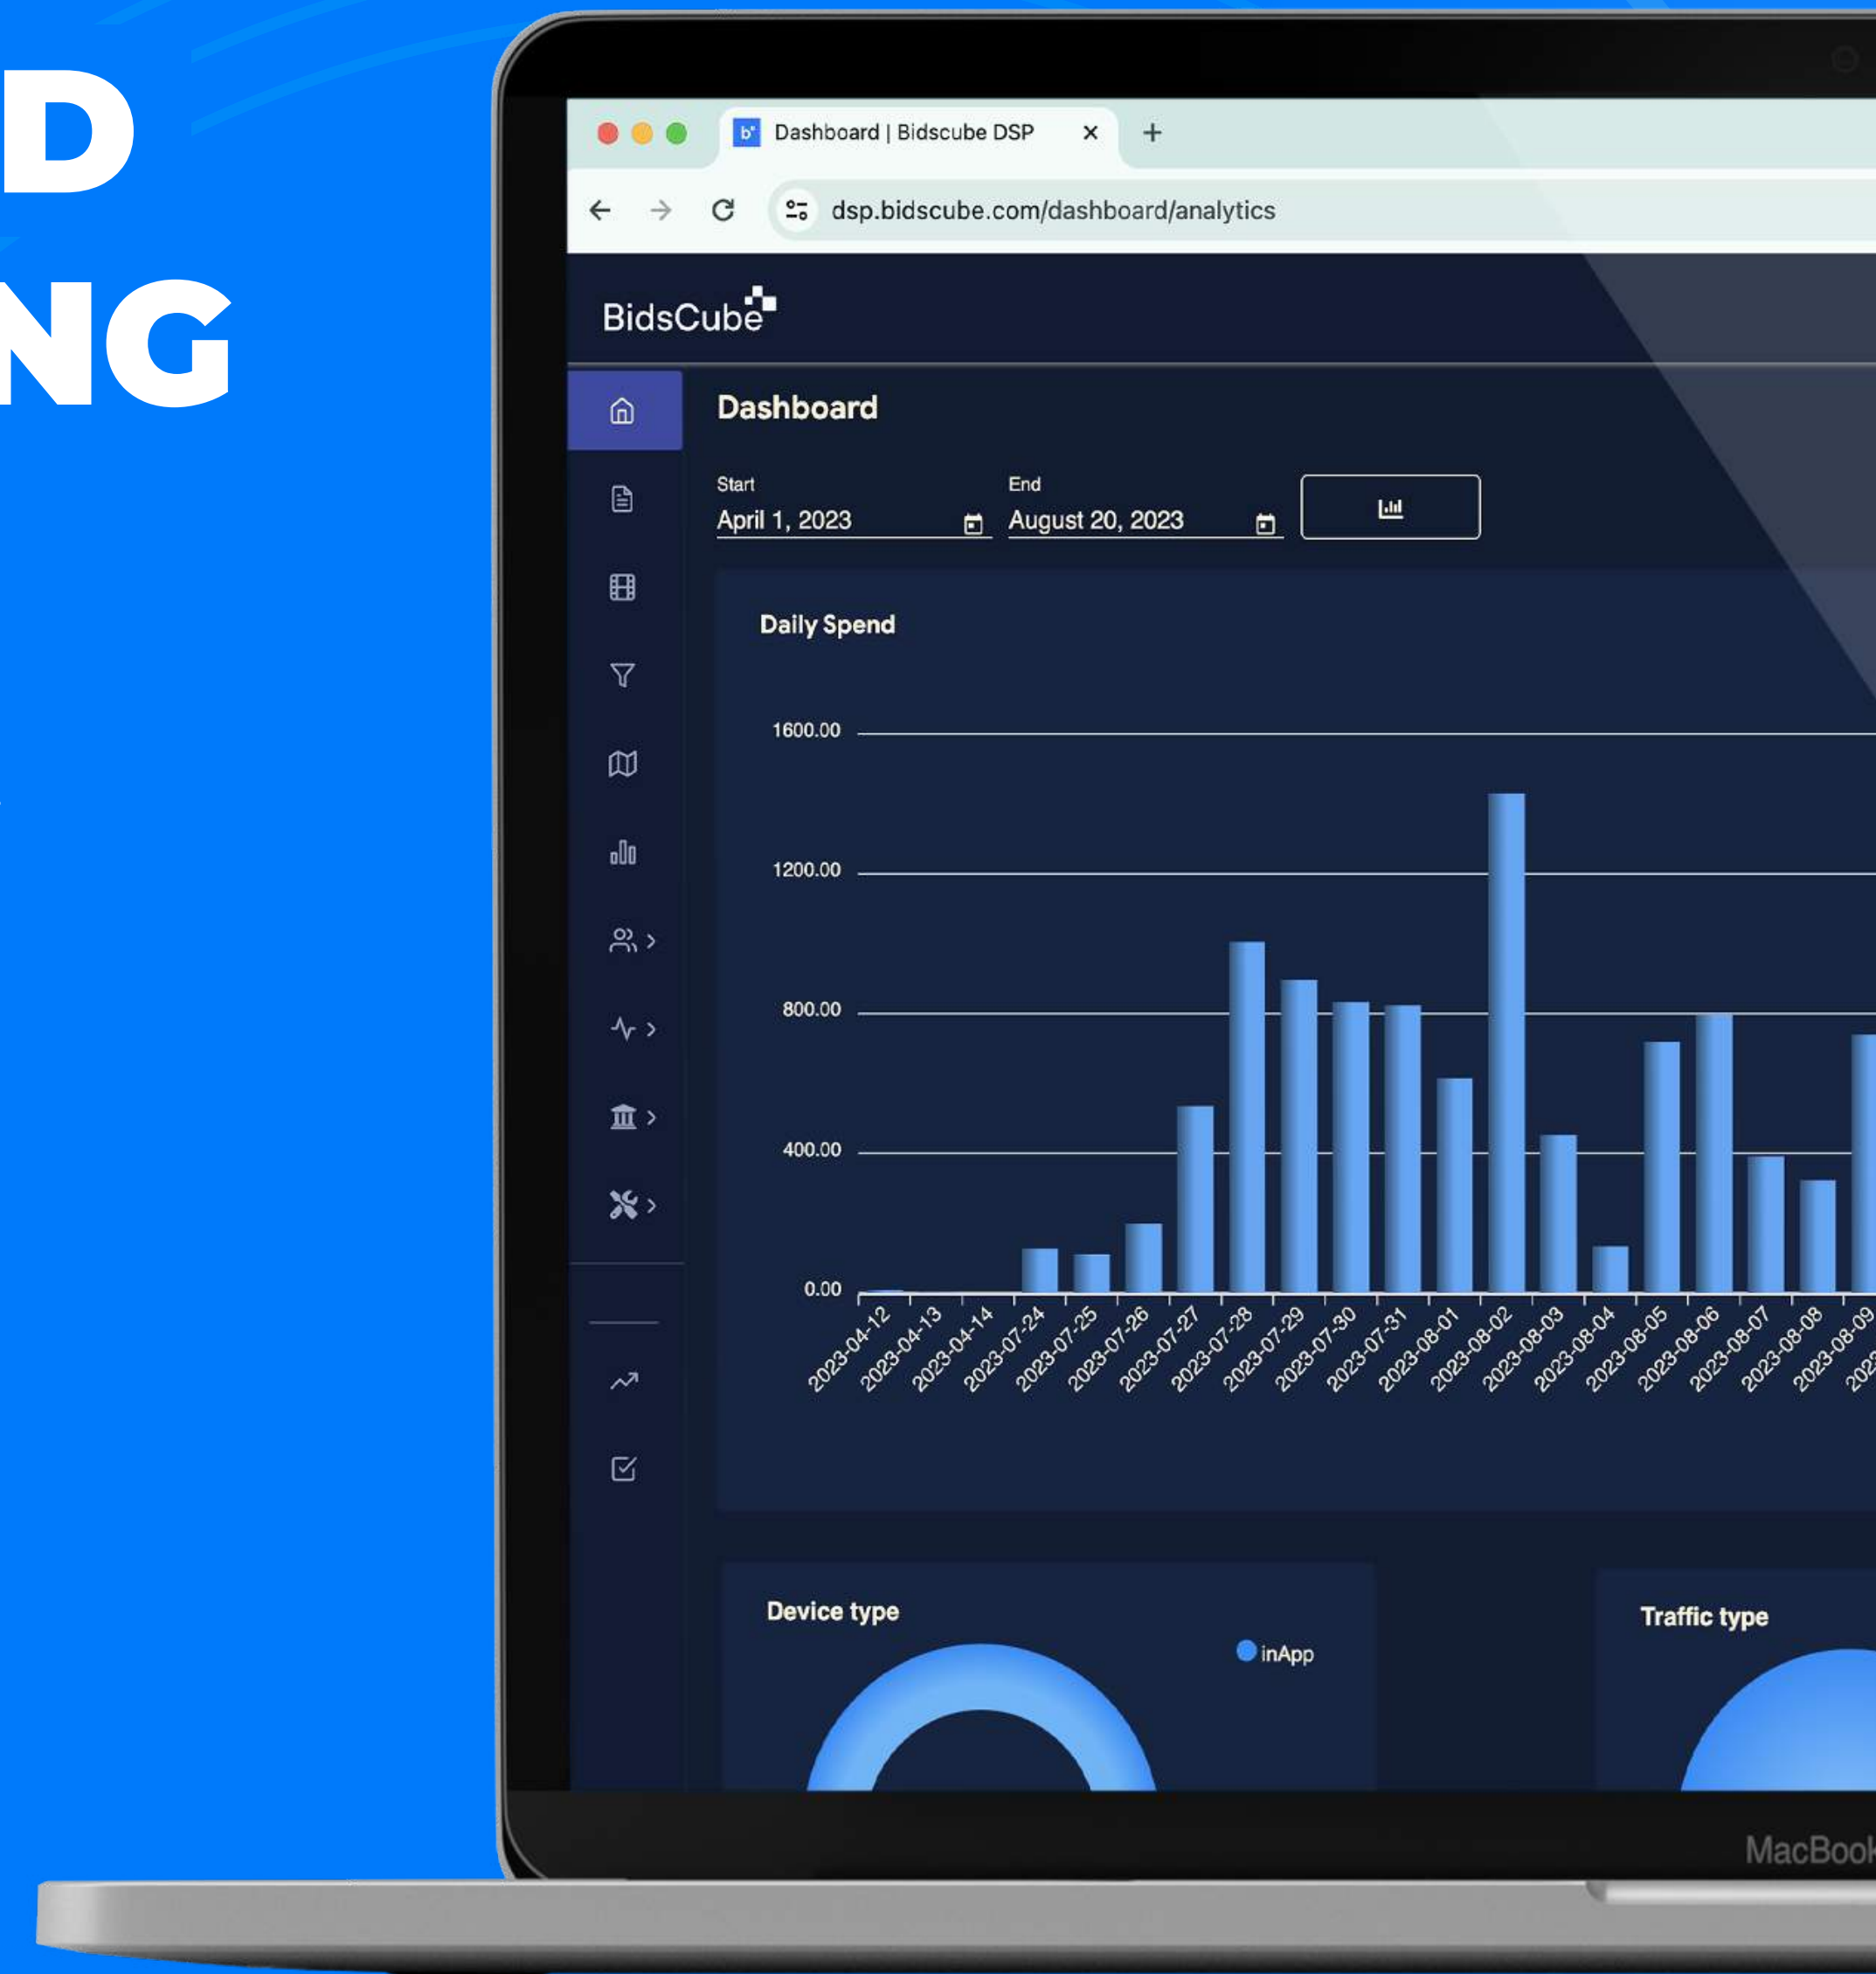 D
NG
Dashboard | Bidscube DSP
dsp.bidscube.com/dashboard/analytics
BidsCube
Dashboard
Start
End
April 1, 2023
August 20, 2023
Daily Spend
1600.00
1200.00
800.00
400.00
0.00
2023-04-12
2023-04-13
2023-04-14
2023-07-24
2023-07-25
2023-07-26
2023-07-27
2023-07-28
2023-07-29
2023-07-30
2023-07-31
2023-08-01
2023-08-02
2023-08-03
2023-08-04
2023-08-05
2023-08-06
2023-08-07
2023-08-08
2023-08-09
Device type
inApp
Traffic type
MacBook